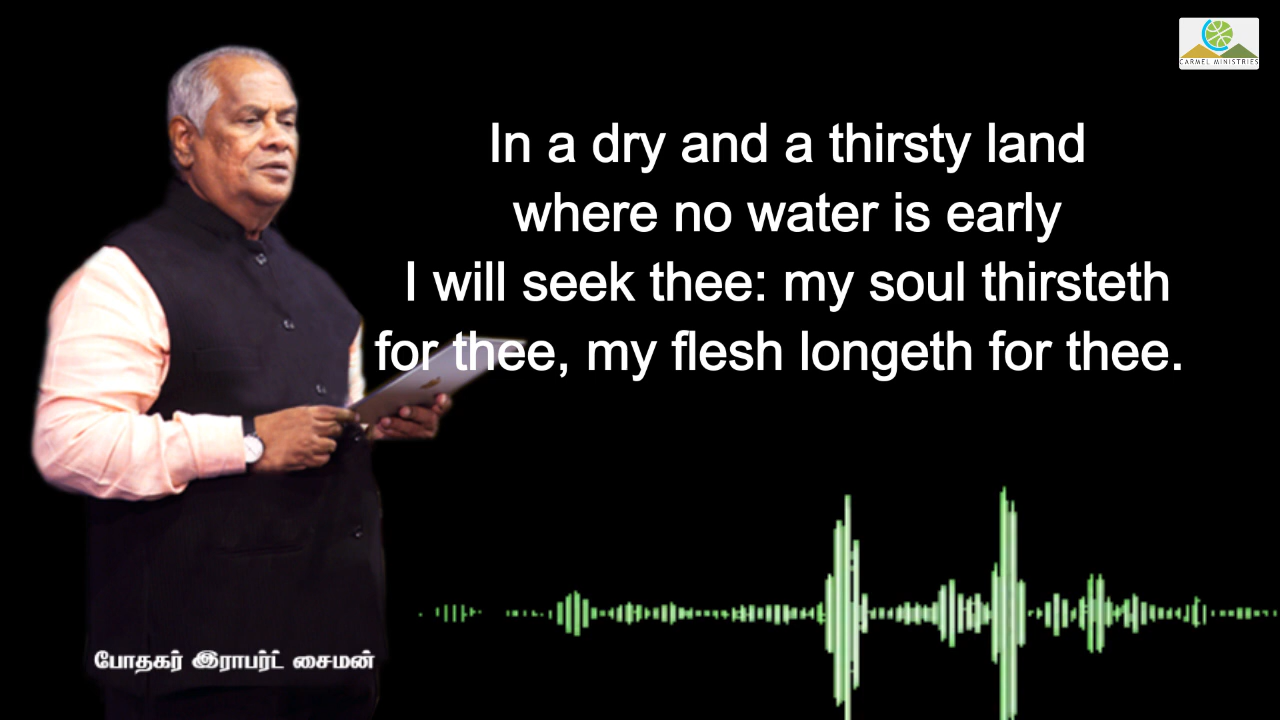 CARMEL MINISTRIES
In a dry and a thirsty land
where no water is early
I will seek thee: my soul thirsteth
for thee, my flesh longeth for thee.
போதகர் இராபர்ட் சைமன்